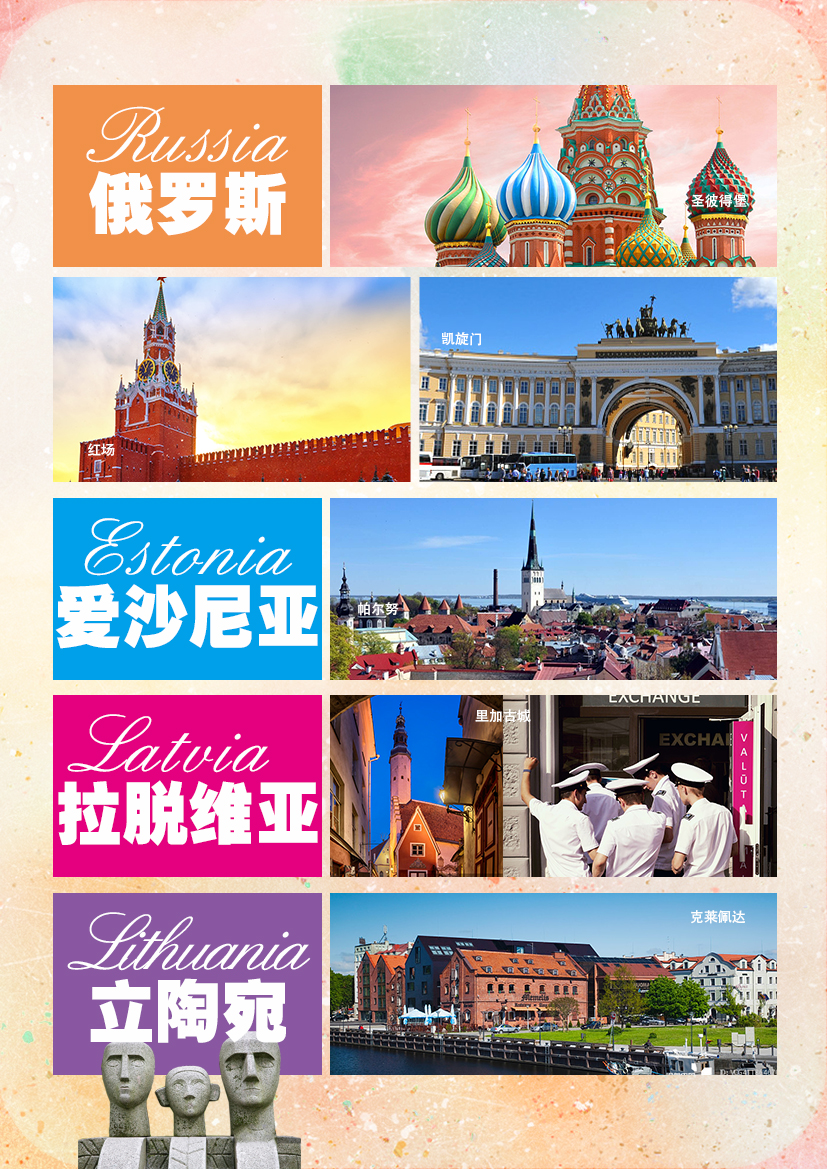 Russia
俄罗斯
圣彼得堡
红场
凯旋门
Estonia
爱沙尼亚
帕尔努
Latvia
拉脱维亚
里加古城
EXCHANGE
EXCHA
VALŪT
Lithuania
立陶宛
克莱佩达
Memelis